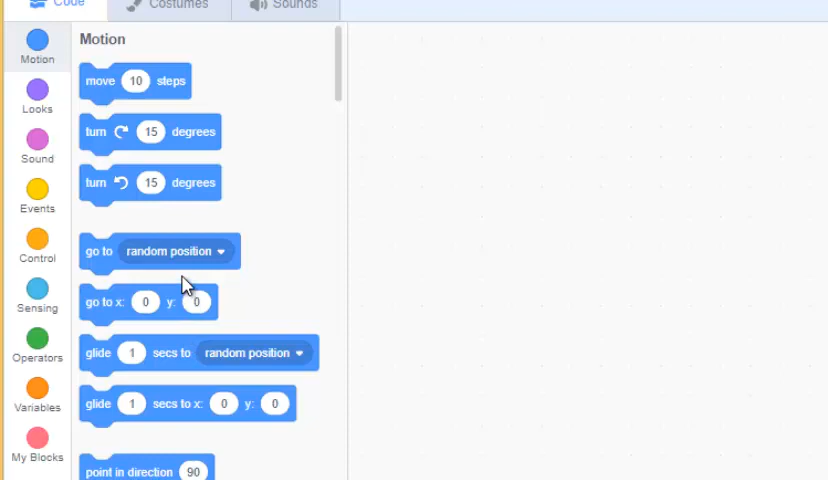 Code
Costumes
Sounds
Motion
Looks
Sound
Events
Control
Sensing
Operators
Variables
My Blocks
Motion
move 10 steps
turn 15 degrees
turn 15 degrees
go to random position
go to x: 0 y: 0
glide 1 secs to random position
glide 1 secs to x: 0 y: 0
point in direction 90